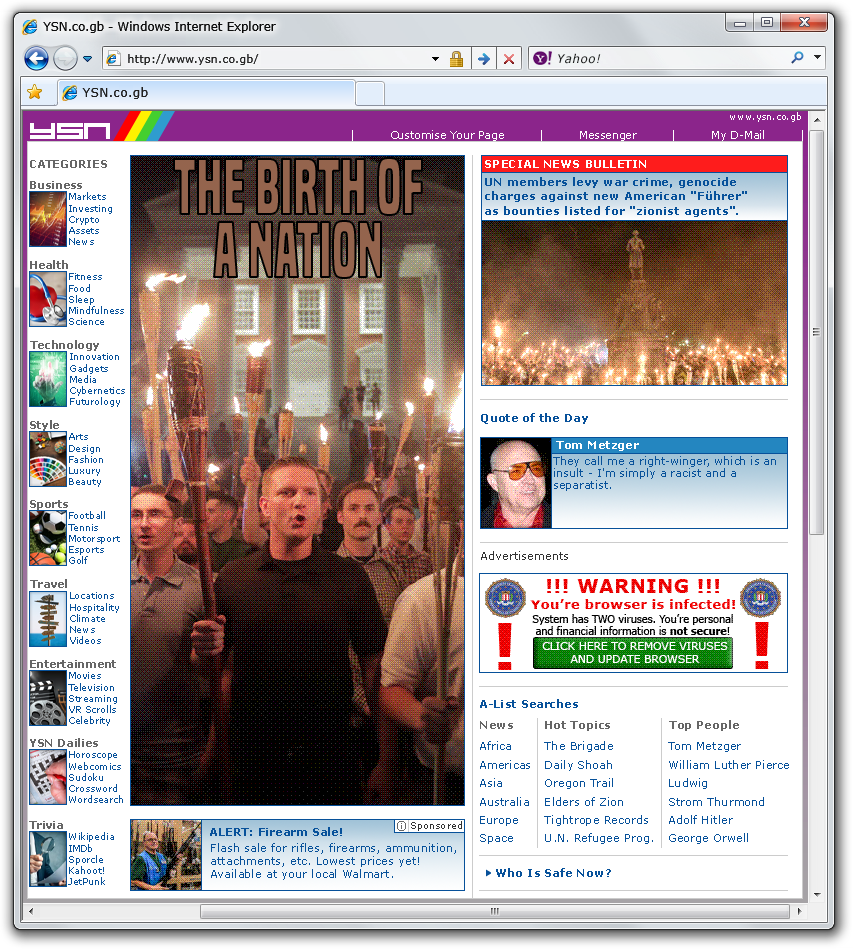 YSN.co.gb - Windows Internet Explorer
http://www.ysn.co.gb/
Yahoo!
YSN.co.gb
www.ysn.co.gb
YSN
Customise Your Page
Messenger
My D-Mail
CATEGORIES
Business
Markets
Investing
Crypto
Assets
News
Health
Fitness
Food
Sleep
Mindfulness
Science
Technology
Innovation
Gadgets
Media
Cybernetics
Futurology
Style
Arts
Design
Fashion
Luxury
Beauty
Sports
Football
Tennis
Motorsport
Esports
Golf
Travel
Locations
Hospitality
Climate
News
Videos
Entertainment
Movies
Television
Streaming
VR Scrolls
Celebrity
YSN Dailies
Horoscope
Webcomics
Sudoku
Crossword
Wordsearch
Trivia
Wikipedia
IMDb
Sporcle
Kahoot!
JetPunk
THE BIRTH OF
A NATION
Sponsored
ALERT: Firearm Sale!
Flash sale for rifles, firearms, ammunition,
attachments, etc. Lowest prices yet!
Available at your local Walmart.
SPECIAL NEWS BULLETIN
UN members levy war crime, genocide
charges against new American "Führer"
as bounties listed for "zionist agents".
Quote of the Day
Tom Metzger
They call me a right-winger, which is an
insult - I'm simply a racist and a
separatist.
Advertisements
!!! WARNING !!!
You're browser is infected!
System has TWO viruses. You're personal
and financial information is not secure!
CLICK HERE TO REMOVE VIRUSES
AND UPDATE BROWSER
A-List Searches
News
Africa
Americas
Asia
Australia
Europe
Space
Hot Topics
The Brigade
Daily Shoah
Oregon Trail
Elders of Zion
Tightrope Records
U.N. Refugee Prog.
Top People
Tom Metzger
William Luther Pierce
Ludwig
Strom Thurmond
Adolf Hitler
George Orwell
Who Is Safe Now?